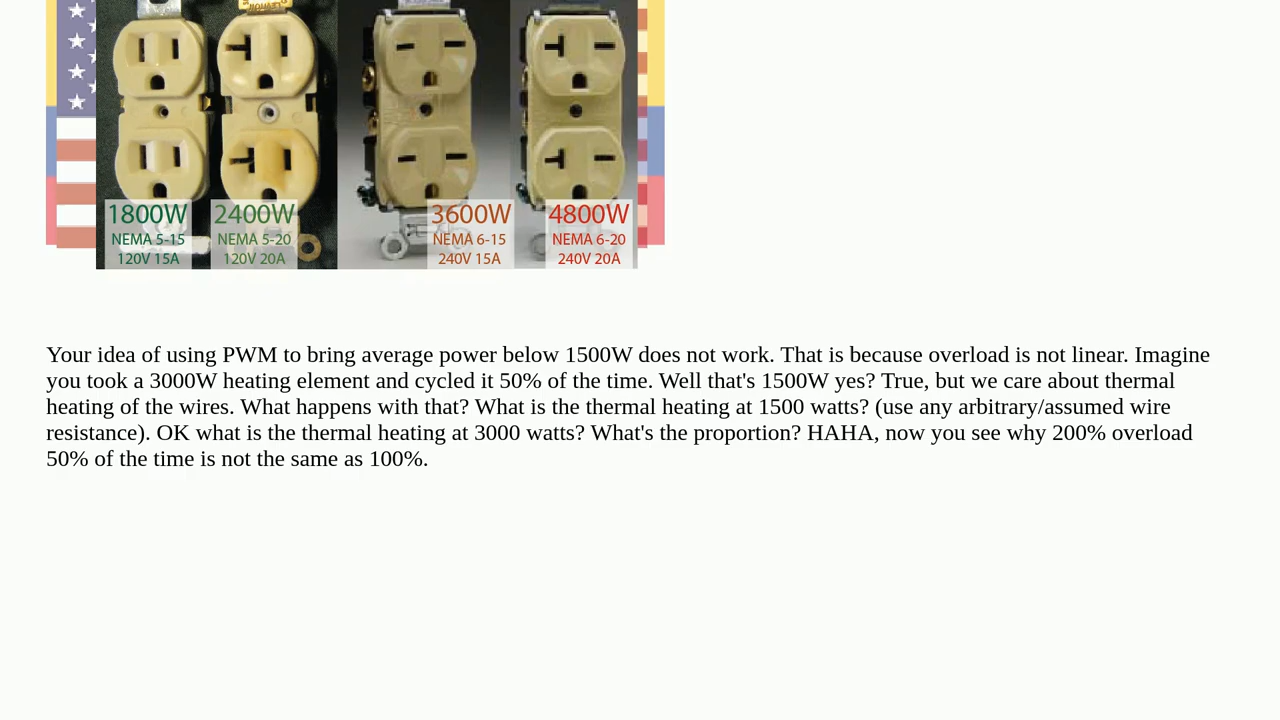 1800W 2400W 3600W 4800W
NEMA 5-15 NEMA 5-20 NEMA 6-15 NEMA 6-20
120V 15A 120V 20A 240V 15A 240V 20A
Your idea of using PWM to bring average power below 1500W does not work. That is because overload is not linear. Imagine
you took a 3000W heating element and cycled it 50% of the time. Well that's 1500W yes? True, but we care about thermal
heating of the wires. What happens with that? What is the thermal heating at 1500 watts? (use any arbitrary/assumed wire
resistance). OK what is the thermal heating at 3000 watts? What's the proportion? HAHA, now you see why 200% overload
50% of the time is not the same as 100%.